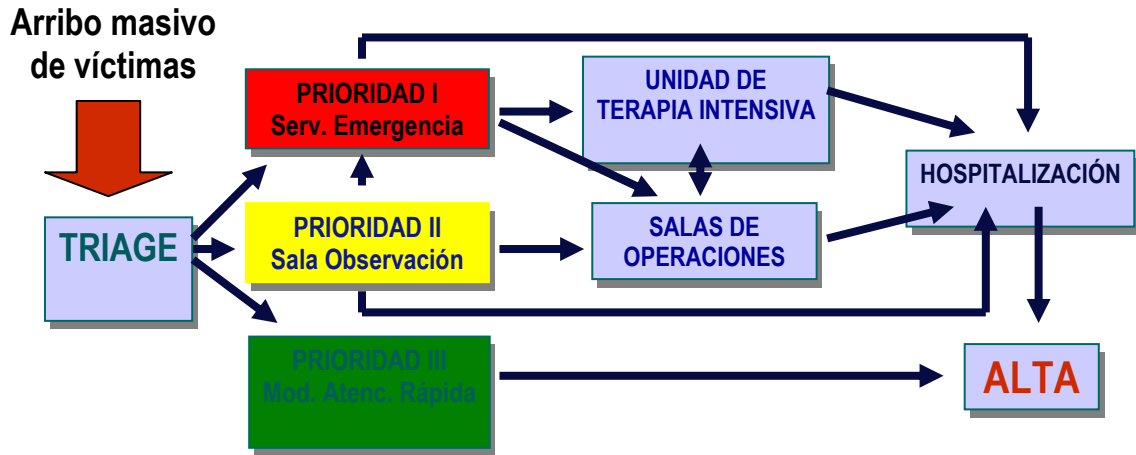 Arribo masivo
de víctimas
PRIORIDAD I
Serv. Emergencia
UNIDAD DE
TERAPIA INTENSIVA
HOSPITALIZACIÓN
TRIAGE
PRIORIDAD II
Sala Observación
SALAS DE
OPERACIONES
PRIORIDAD III
Mod. Atenc. Rápida
ALTA